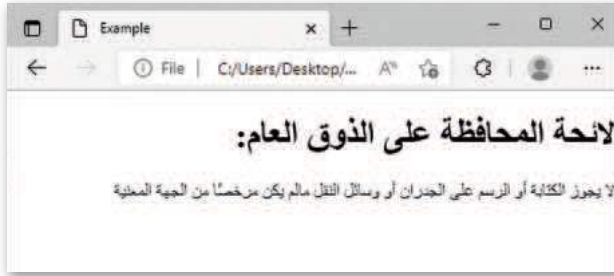 Example
File | C:/Users/Desktop/...
لائحة المحافظة على الذوق العام:
لا يجوز الكتابة أو الرسم على الجدران أو وسائل النقل مالم يكن مرخصًا من الجهة المعنية